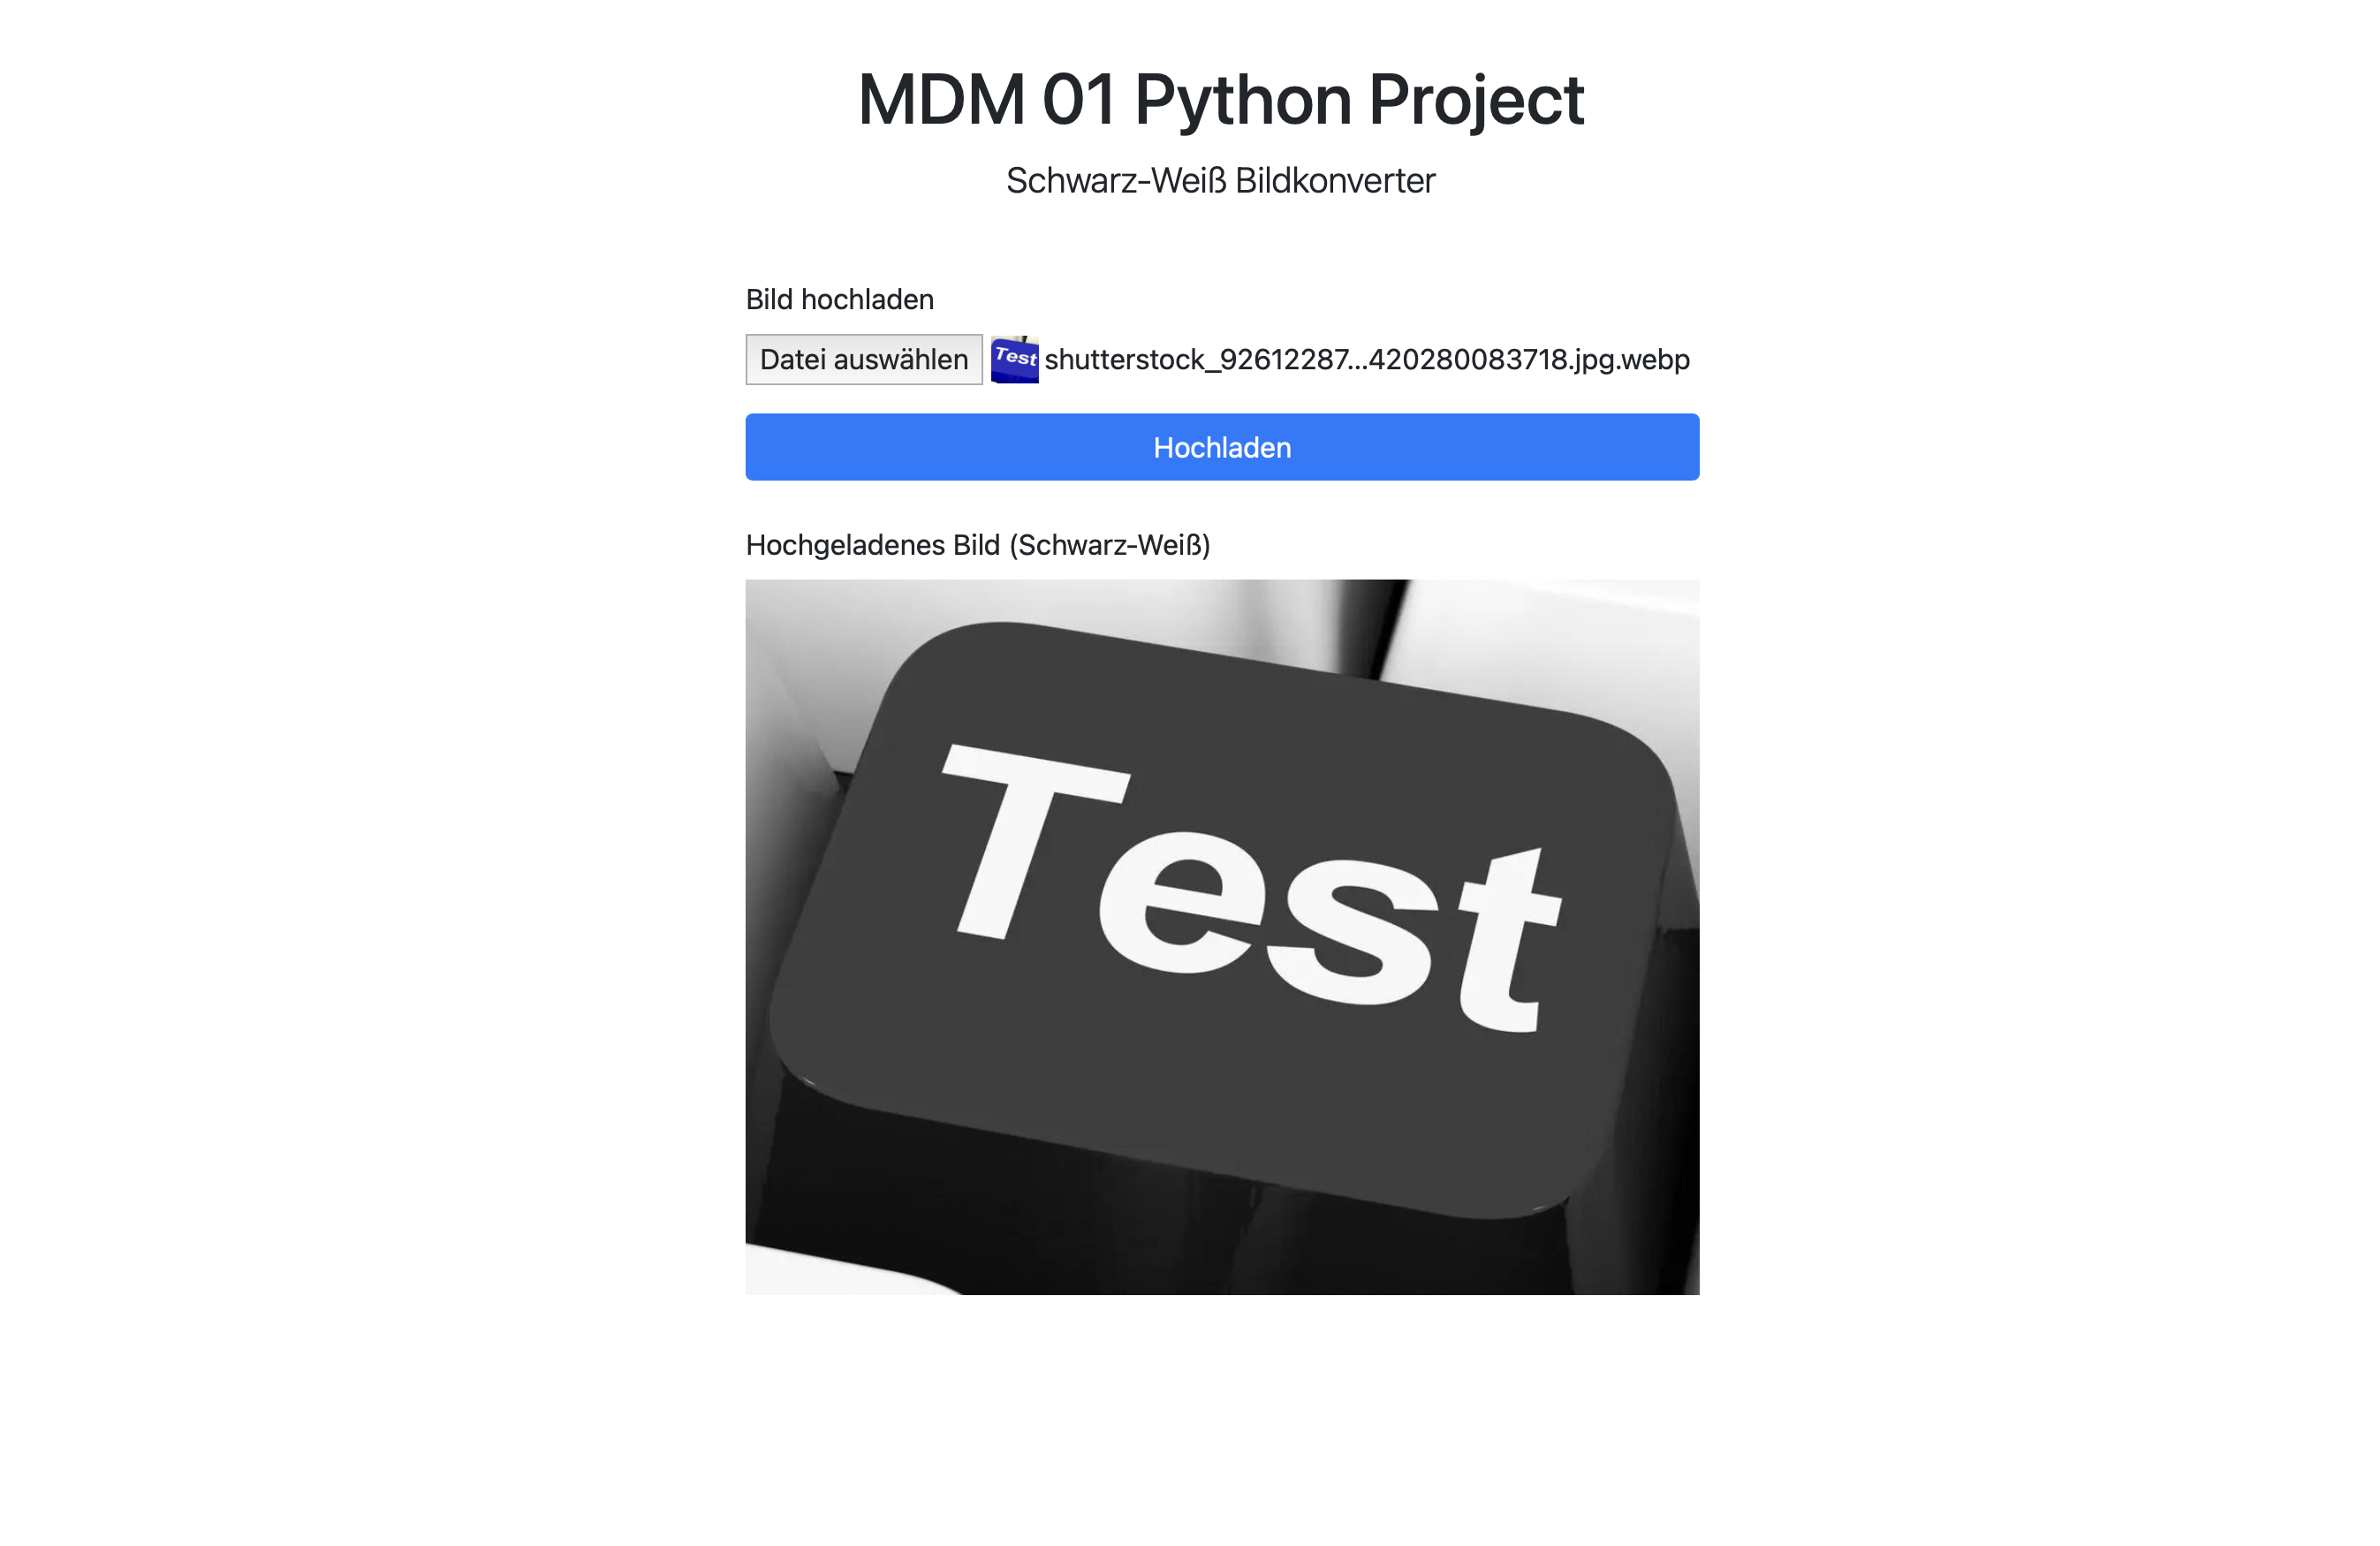 MDM 01 Python Project
Schwarz-Weiß Bildkonverter
Bild hochladen
Datei auswählen Test shutterstock_92612287...420280083718.jpg.webp
Hochladen
Hochgeladenes Bild (Schwarz-Weiß)
Test